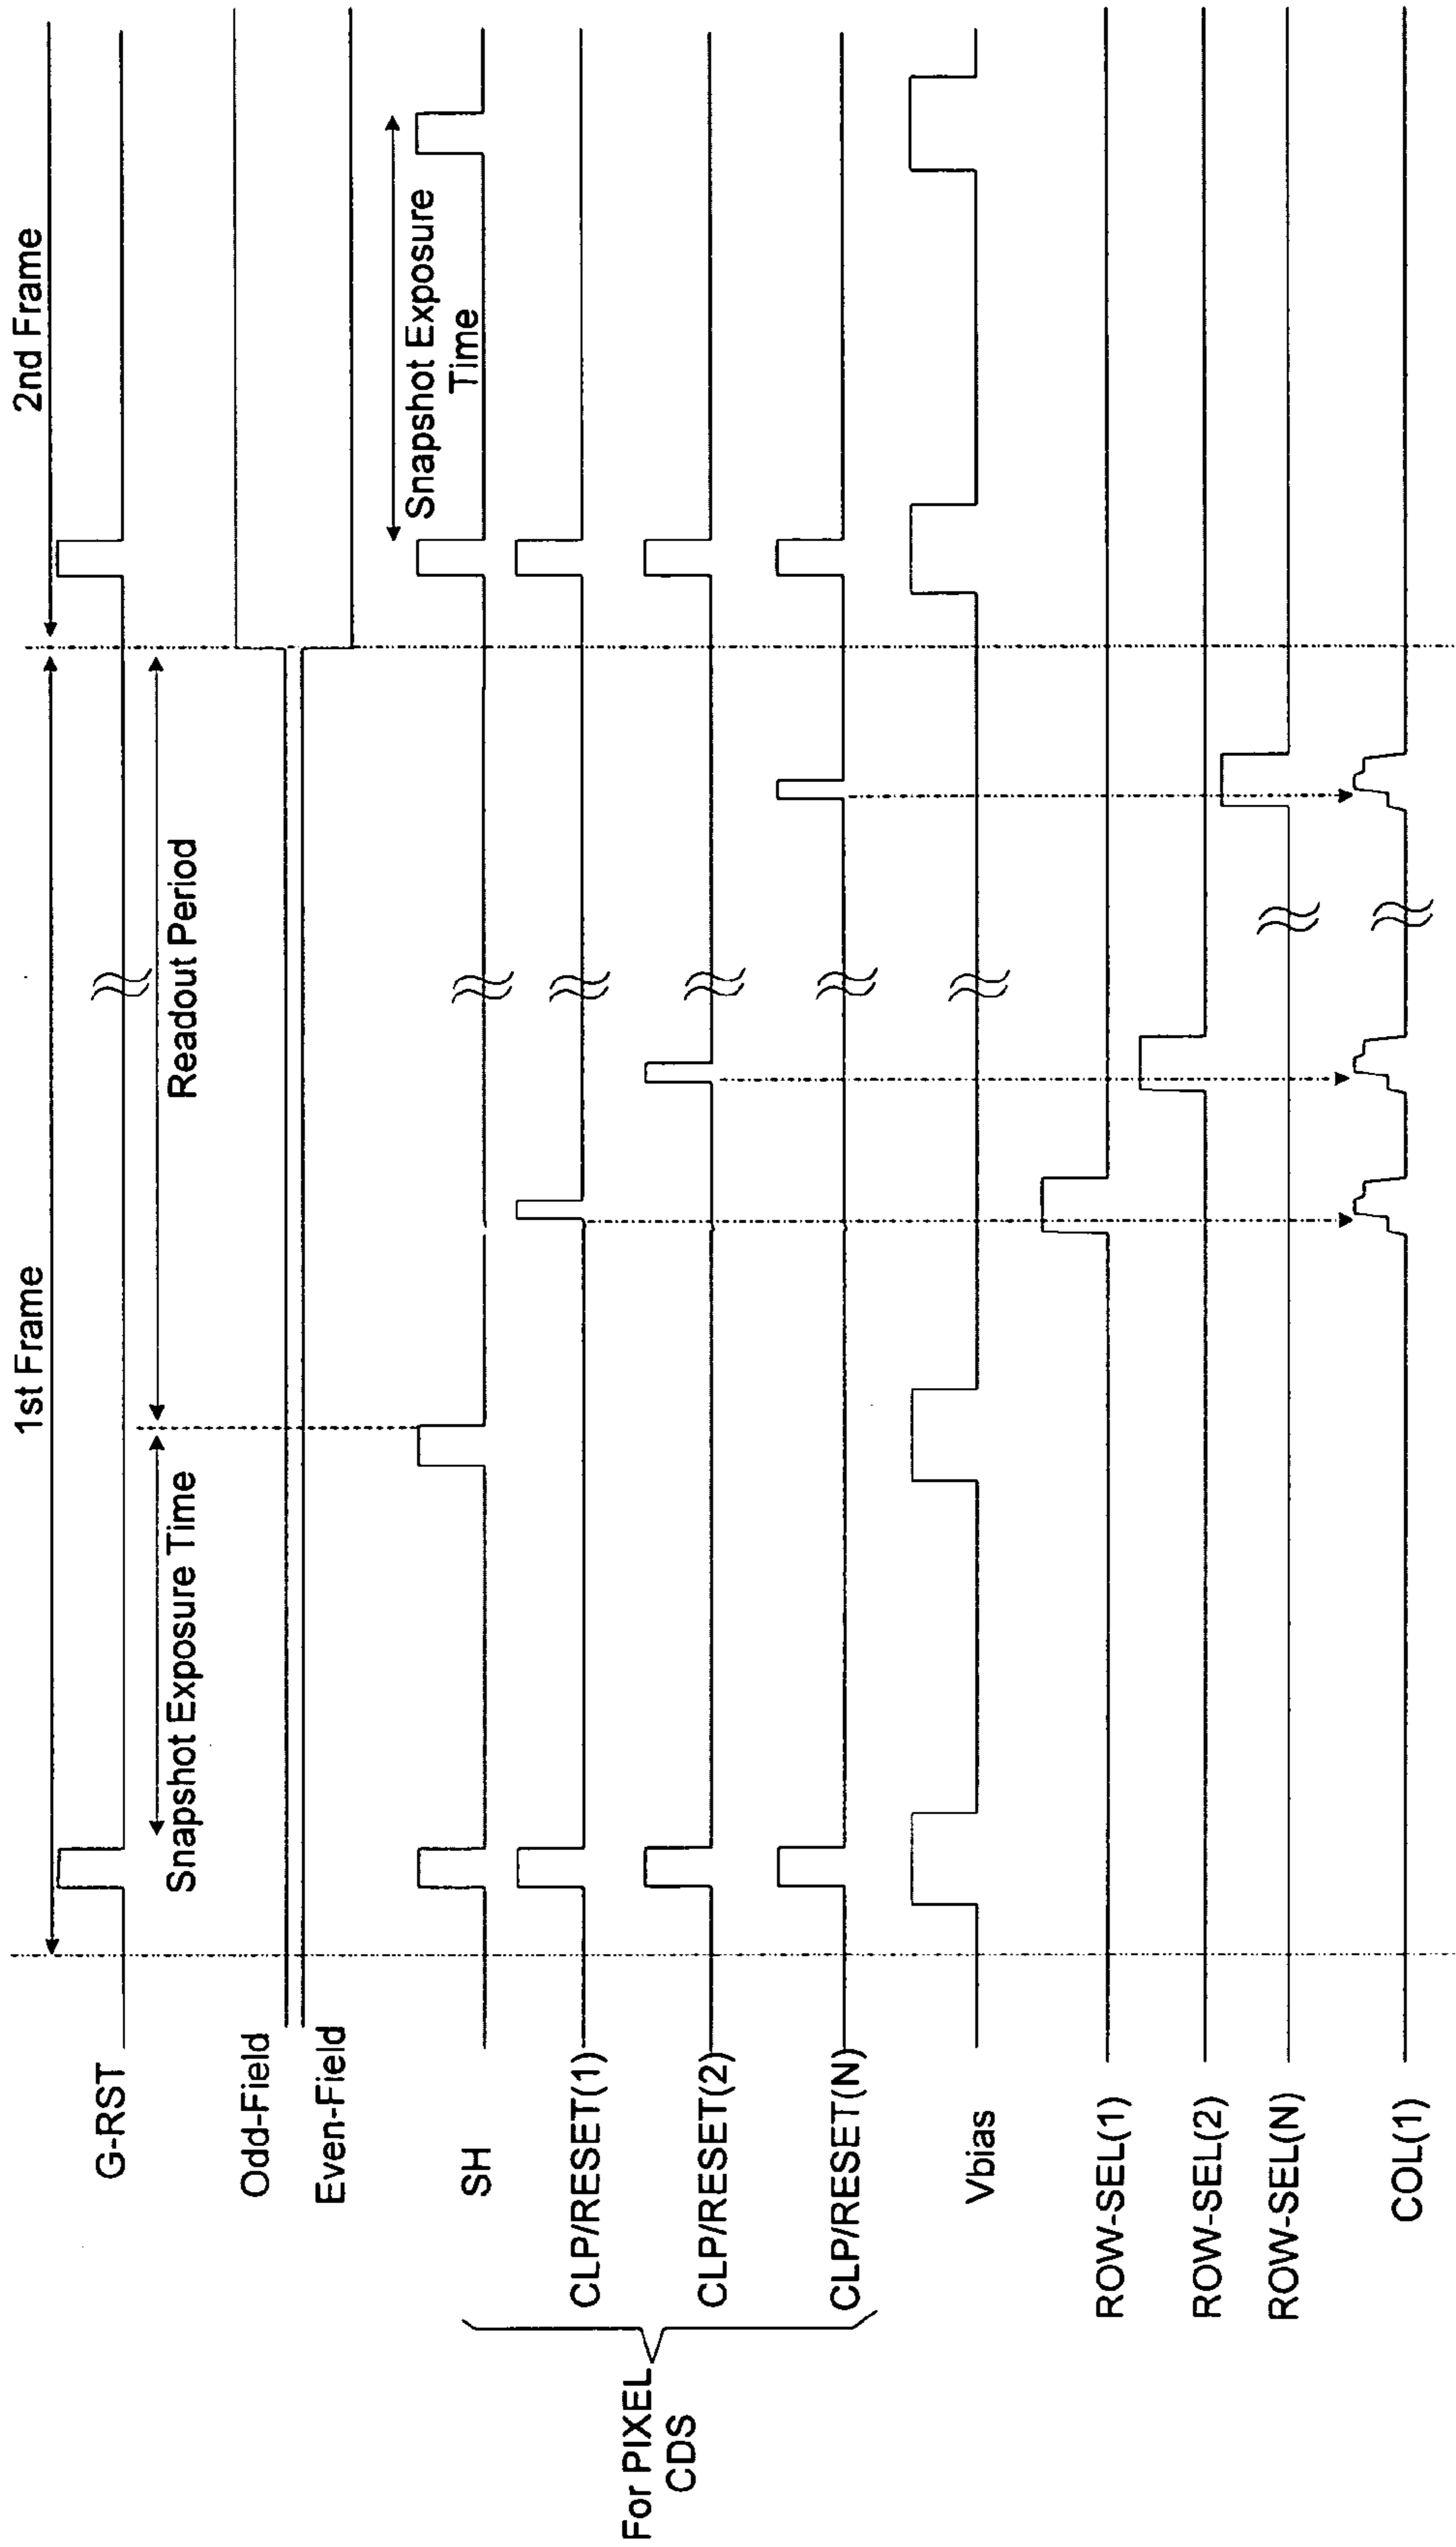 1st Frame
2nd Frame
G-RST
Snapshot Exposure Time
Readout Period
Odd-Field
Even-Field
Snapshot Exposure
Time
SH
CLP/RESET(1)
CLP/RESET(2)
CLP/RESET(N)
For PIXEL
CDS
Vbias
ROW-SEL(1)
ROW-SEL(2)
ROW-SEL(N)
COL(1)